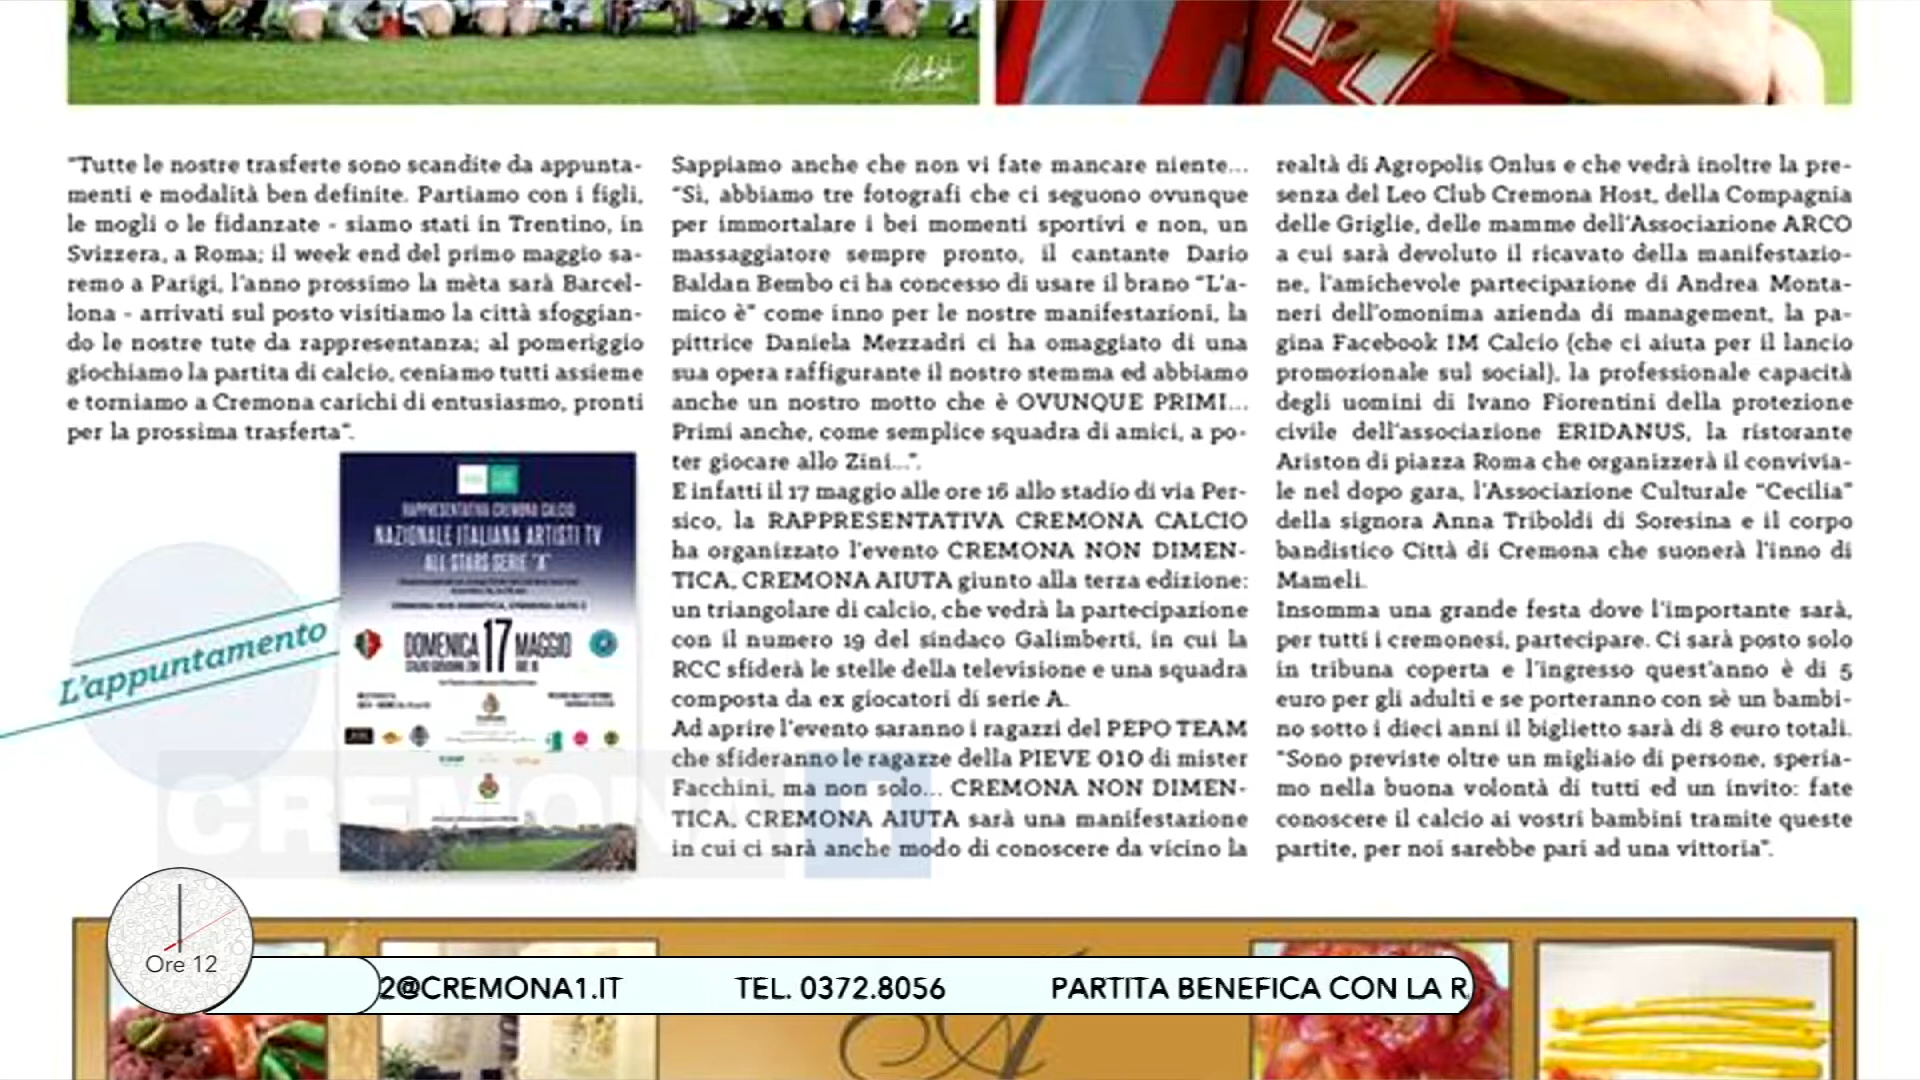 "Tutte le nostre trasferte sono scandite da appunta-
menti e modalità ben definite. Partiamo con i figli,
le mogli o le fidanzate - siamo stati in Trentino, in
Svizzera, a Roma; il week end del primo maggio sa-
remo a Parigi, l'anno prossimo la mèta sarà Barcel-
lona - arrivati sul posto visitiamo la città sfoggian-
do le nostre tute da rappresentanza; al pomeriggio
giochiamo la partita di calcio, ceniamo tutti assieme
e torniamo a Cremona carichi di entusiasmo, pronti
per la prossima trasferta".
L'appuntamento
RAPPRESENTATIVA CREMONA CALCIO
NAZIONALE ITALIANA ARTISTI TV
ALL STARS SERIE "A"
DOMENICA 17 MAGGIO
Sappiamo anche che non vi fate mancare niente...
"Sì, abbiamo tre fotografi che ci seguono ovunque
per immortalare i bei momenti sportivi e non, un
massaggiatore sempre pronto, il cantante Dario
Baldan Bembo ci ha concesso di usare il brano "L'a-
mico è" come inno per le nostre manifestazioni, la
pittrice Daniela Mezzadri ci ha omaggiato di una
sua opera raffigurante il nostro stemma ed abbiamo
anche un nostro motto che è OVUNQUE PRIMI...
Primi anche, come semplice squadra di amici, a po-
ter giocare allo Zini...".
E infatti il 17 maggio alle ore 16 allo stadio di via Per-
sico, la RAPPRESENTATIVA CREMONA CALCIO
ha organizzato l'evento CREMONA NON DIMEN-
TICA, CREMONA AIUTA giunto alla terza edizione:
un triangolare di calcio, che vedrà la partecipazione
con il numero 19 del sindaco Galimberti, in cui la
RCC sfiderà le stelle della televisione e una squadra
composta da ex giocatori di serie A.
Ad aprire l'evento saranno i ragazzi del PEPO TEAM
che sfideranno le ragazze della PIEVE 010 di mister
Facchini, ma non solo... CREMONA NON DIMEN-
TICA, CREMONA AIUTA sarà una manifestazione
in cui ci sarà anche modo di conoscere da vicino la
realtà di Agropolis Onlus e che vedrà inoltre la pre-
senza del Leo Club Cremona Host, della Compagnia
delle Griglie, delle mamme dell'Associazione ARCO
a cui sarà devoluto il ricavato della manifestazio-
ne, l'amichevole partecipazione di Andrea Monta-
neri dell'omonima azienda di management, la pa-
gina Facebook IM Calcio (che ci aiuta per il lancio
promozionale sul social), la professionale capacità
degli uomini di Ivano Fiorentini della protezione
civile dell'associazione ERIDANUS, la ristorante
Ariston di piazza Roma che organizzerà il convivia-
le nel dopo gara, l'Associazione Culturale "Cecilia"
della signora Anna Triboldi di Soresina e il corpo
bandistico Città di Cremona che suonerà l'inno di
Mameli.
Insomma una grande festa dove l'importante sarà,
per tutti i cremonesi, partecipare. Ci sarà posto solo
in tribuna coperta e l'ingresso quest'anno è di 5
euro per gli adulti e se porteranno con sè un bambi-
no sotto i dieci anni il biglietto sarà di 8 euro totali.
"Sono previste oltre un migliaio di persone, speria-
mo nella buona volontà di tutti ed un invito: fate
conoscere il calcio ai vostri bambini tramite queste
partite, per noi sarebbe pari ad una vittoria".
CREMONA 1
Ore 12
2@CREMONA1.IT TEL. 0372.8056 PARTITA BENEFICA CON LA R
A